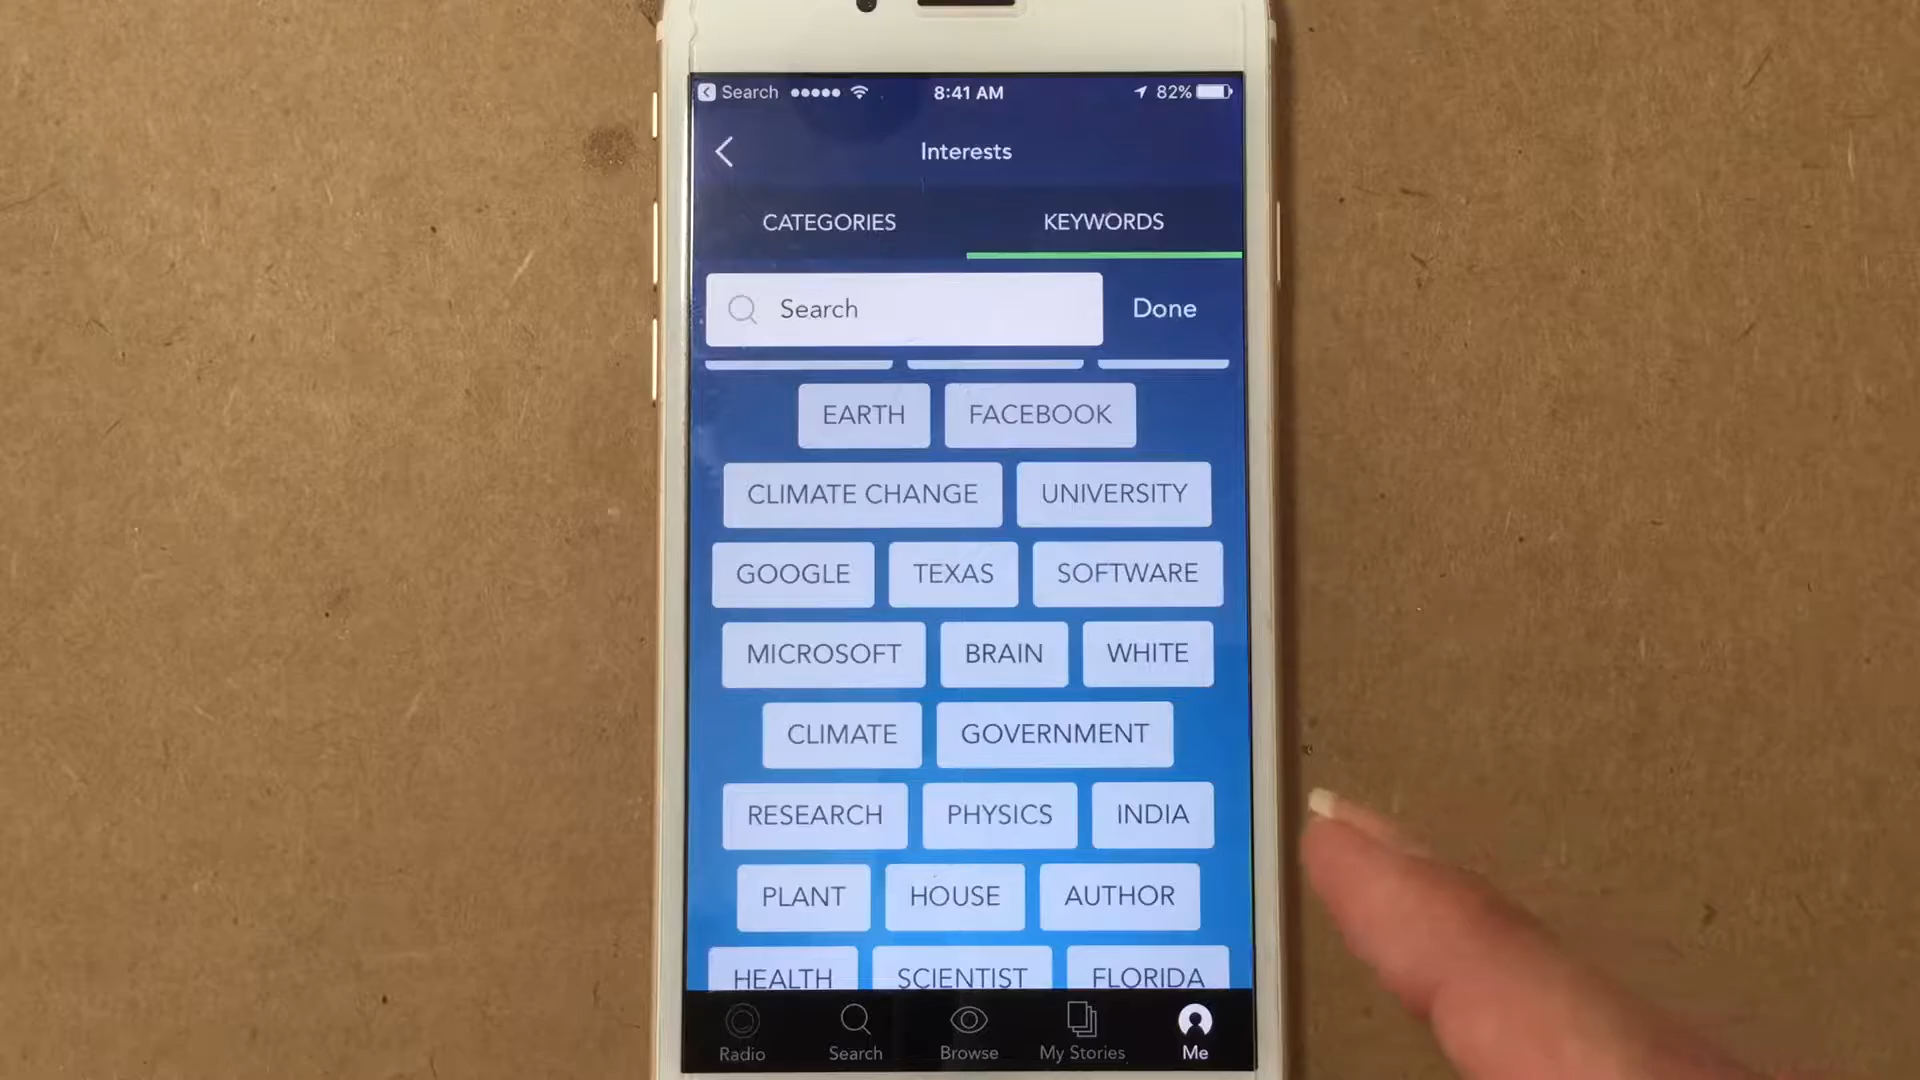 Search 8:41 AM 82%
Interests
CATEGORIES KEYWORDS
Search Done
EARTH FACEBOOK
CLIMATE CHANGE UNIVERSITY
GOOGLE TEXAS SOFTWARE
MICROSOFT BRAIN WHITE
CLIMATE GOVERNMENT
RESEARCH PHYSICS INDIA
PLANT HOUSE AUTHOR
HEALTH SCIENTIST FLORIDA
Radio Search Browse My Stories Me